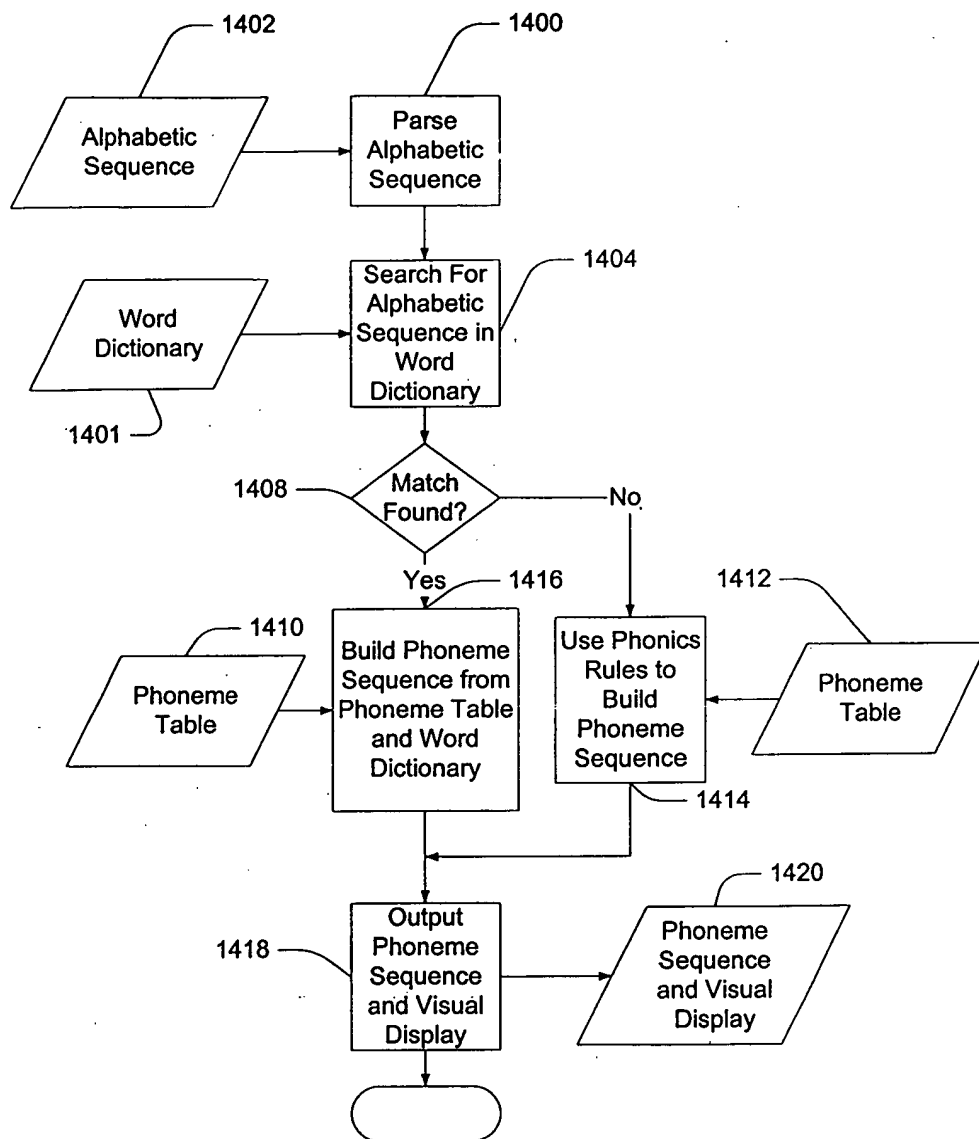 1402
1400
Alphabetic
Sequence
Parse
Alphabetic
Sequence
1404
Search For
Alphabetic
Sequence in
Word
Dictionary
Word
Dictionary
1401
1408
Match
Found?
No
Yes
1416
1412
1410
Build Phoneme
Sequence from
Phoneme Table
and Word
Dictionary
Use Phonics
Rules to
Build
Phoneme
Sequence
Phoneme
Table
Phoneme
Table
1414
1420
1418
Output
Phoneme
Sequence
and Visual
Display
Phoneme
Sequence
and Visual
Display